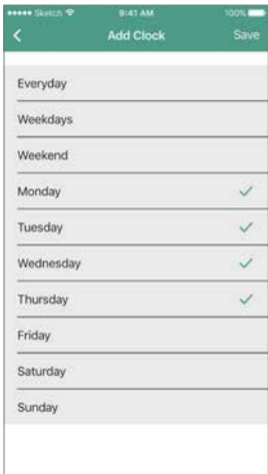 Sketch 9:41 AM 100%
Add Clock Save
Everyday
Weekdays
Weekend
Monday
Tuesday
Wednesday
Thursday
Friday
Saturday
Sunday